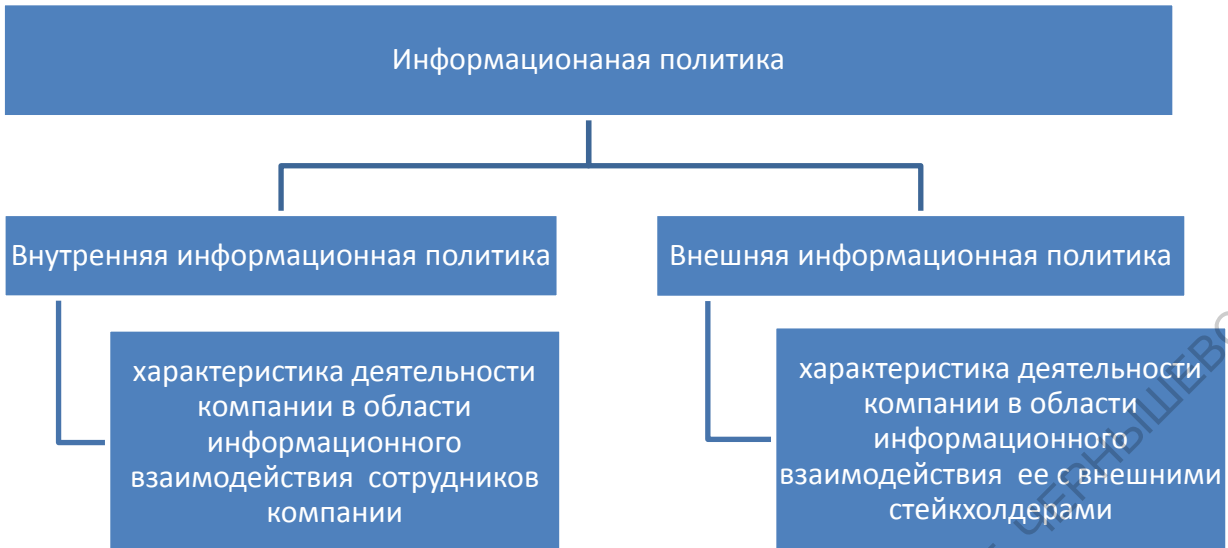 Информационаная политика
Внутренняя информационная политика
Внешняя информационная политика
характеристика деятельности
компании в области
информационного
взаимодействия сотрудников
компании
характеристика деятельности
компании в области
информационного
взаимодействия ее с внешними
стейкхолдерами